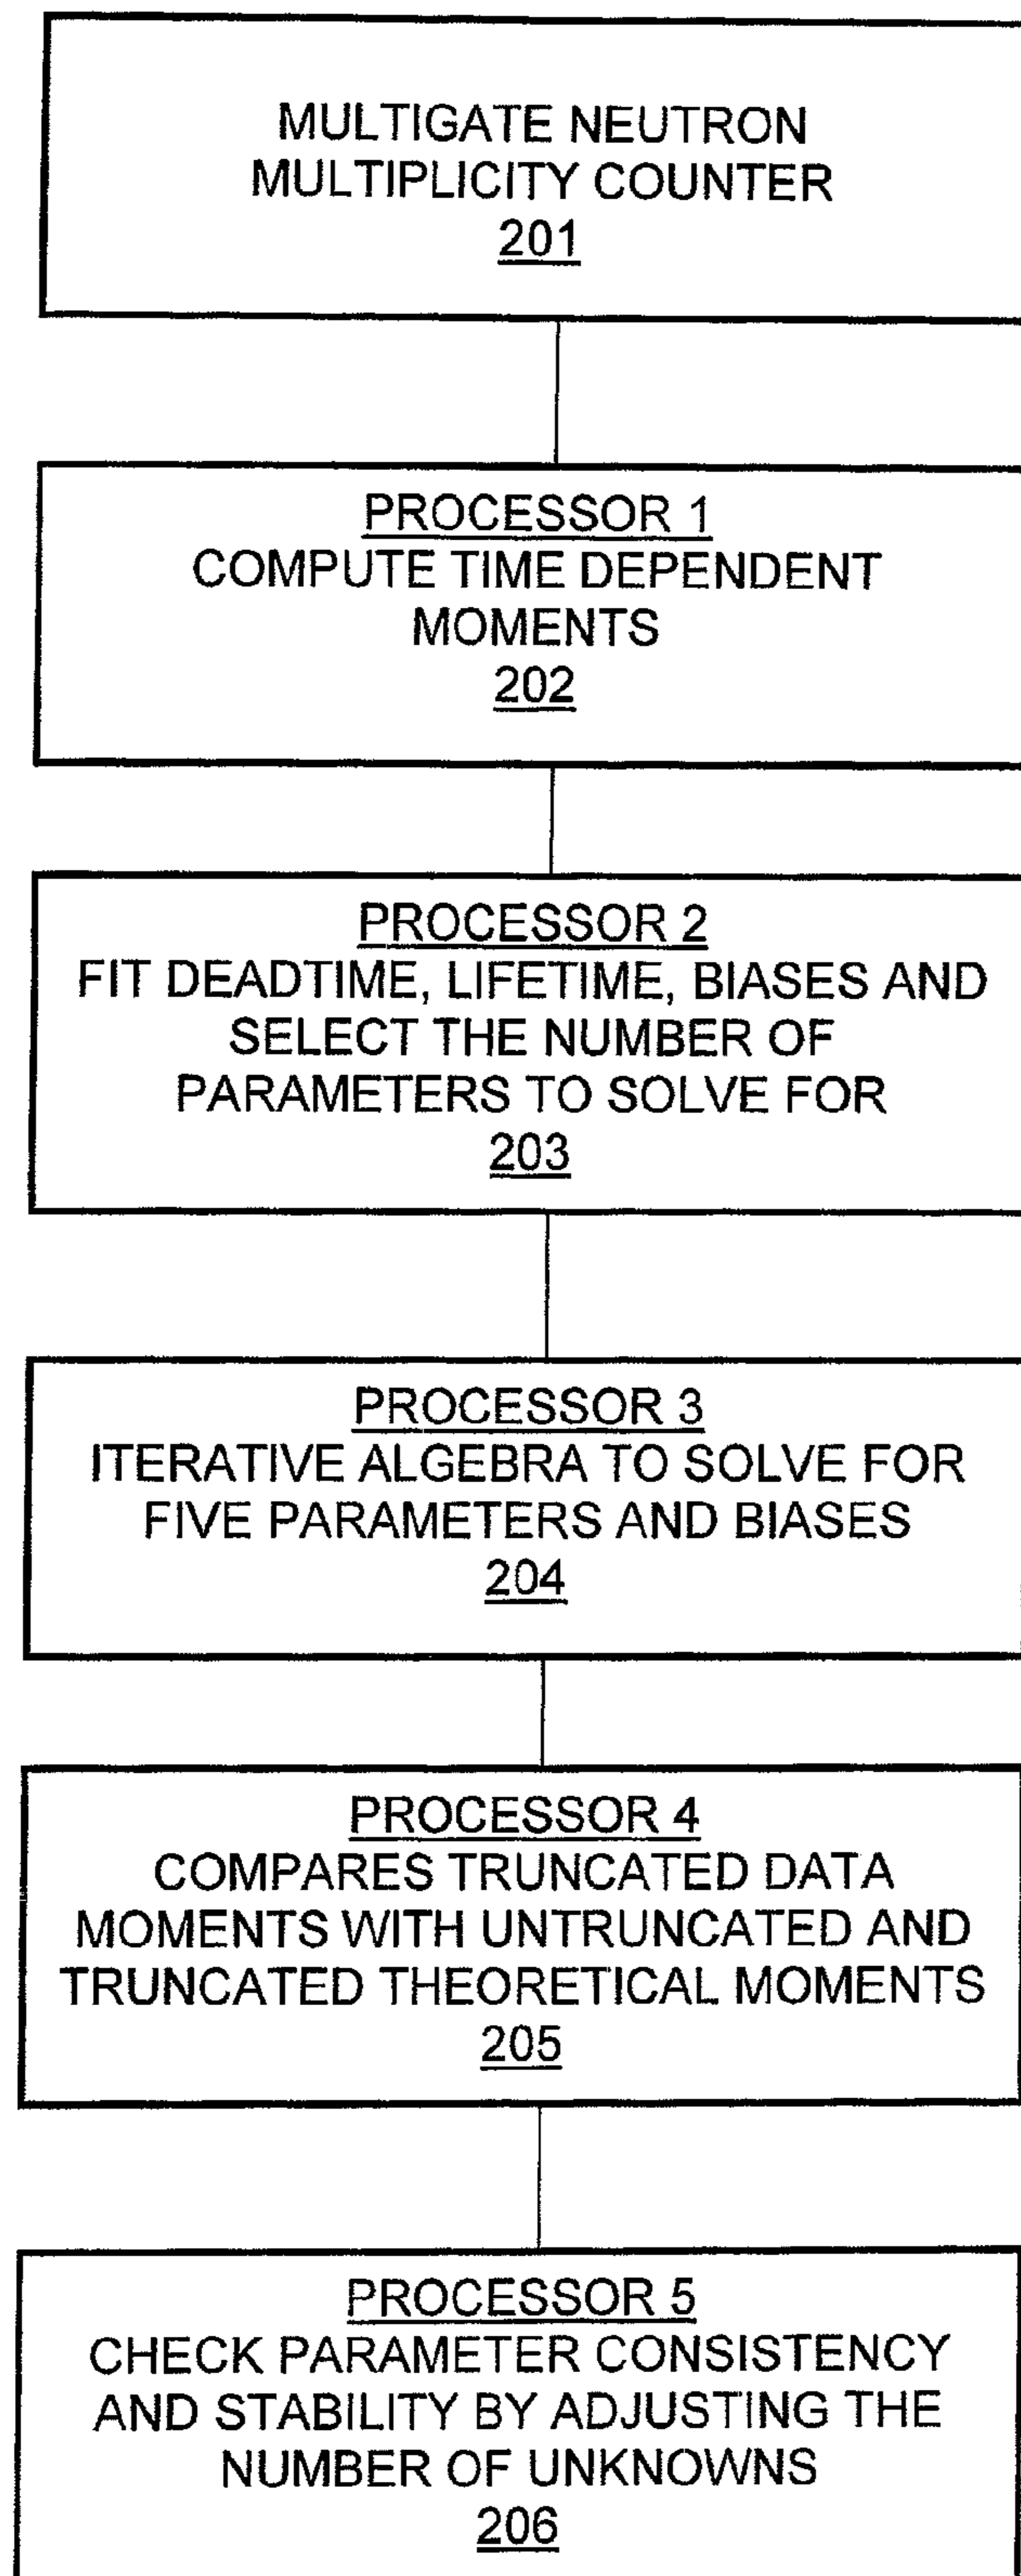 MULTIGATE NEUTRON
MULTIPLICITY COUNTER
201
PROCESSOR 1
COMPUTE TIME DEPENDENT
MOMENTS
202
PROCESSOR 2
FIT DEADTIME, LIFETIME, BIASES AND
SELECT THE NUMBER OF
PARAMETERS TO SOLVE FOR
203
PROCESSOR 3
ITERATIVE ALGEBRA TO SOLVE FOR
FIVE PARAMETERS AND BIASES
204
PROCESSOR 4
COMPARES TRUNCATED DATA
MOMENTS WITH UNTRUNCATED AND
TRUNCATED THEORETICAL MOMENTS
205
PROCESSOR 5
CHECK PARAMETER CONSISTENCY
AND STABILITY BY ADJUSTING THE
NUMBER OF UNKNOWNS
206